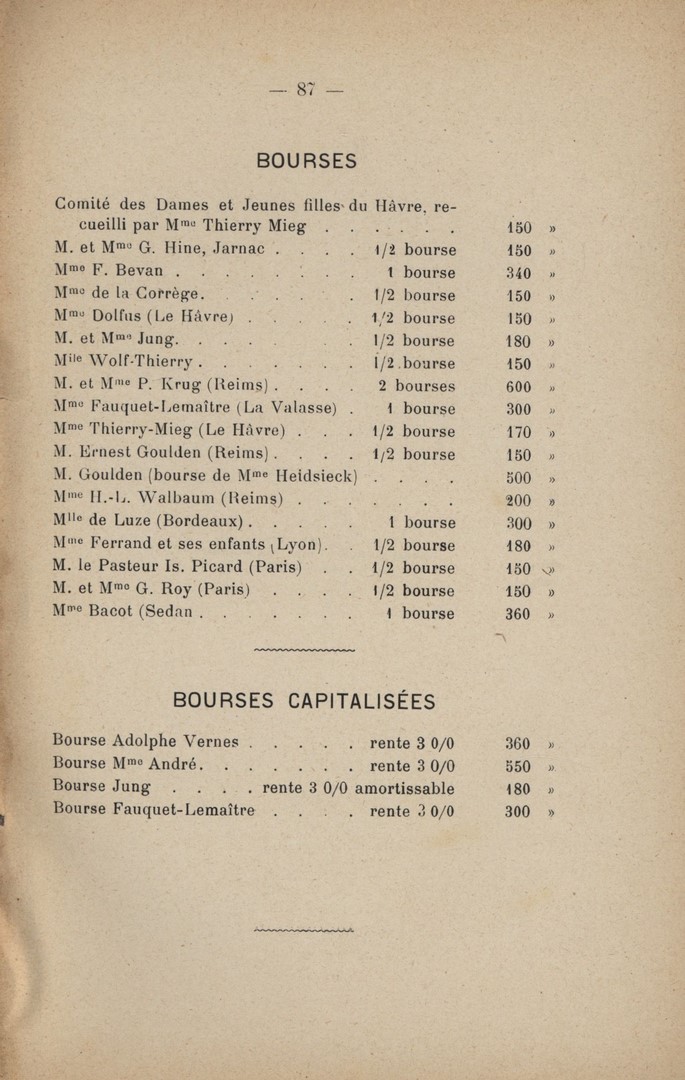 — 87 —
BOURSES
Comité des Dames et Jeunes filles du Hâvre, re-
cueilli par Mme Thierry Mieg . . . . . . 150 »
M. et Mme G. Hine, Jarnac . . . . 1/2 bourse 150 »
Mme F. Bevan . . . . . . . . 1 bourse 340 »
Mme de la Corrège. . . . . . . 1/2 bourse 150 »
Mme Dolfus (Le Hâvre) . . . . . 1/2 bourse 150 »
M. et Mme Jung. . . . . . . . 1/2 bourse 180 »
Mlle Wolf-Thierry . . . . . . . 1/2 bourse 150 »
M. et Mme P. Krug (Reims) . . . . 2 bourses 600 »
Mme Fauquet-Lemaître (La Valasse) . 1 bourse 300 »
Mme Thierry-Mieg (Le Hâvre) . . . 1/2 bourse 170 »
M. Ernest Goulden (Reims) . . . . 1/2 bourse 150 »
M. Goulden (bourse de Mme Heidsieck) . . . . 500 »
Mme H.-L. Walbaum (Reims) . . . . . . . 200 »
Mlle de Luze (Bordeaux) . . . . . 1 bourse 300 »
Mme Ferrand et ses enfants (Lyon). . 1/2 bourse 180 »
M. le Pasteur Is. Picard (Paris) . . 1/2 bourse 150 »
M. et Mme G. Roy (Paris) . . . . 1/2 bourse 150 »
Mme Bacot (Sedan . . . . . . . 1 bourse 360 »
BOURSES CAPITALISÉES
Bourse Adolphe Vernes . . . . . rente 3 0/0 360 »
Bourse Mme André. . . . . . . rente 3 0/0 550 »
Bourse Jung . . . . rente 3 0/0 amortissable 180 »
Bourse Fauquet-Lemaître . . . . rente 3 0/0 300 »